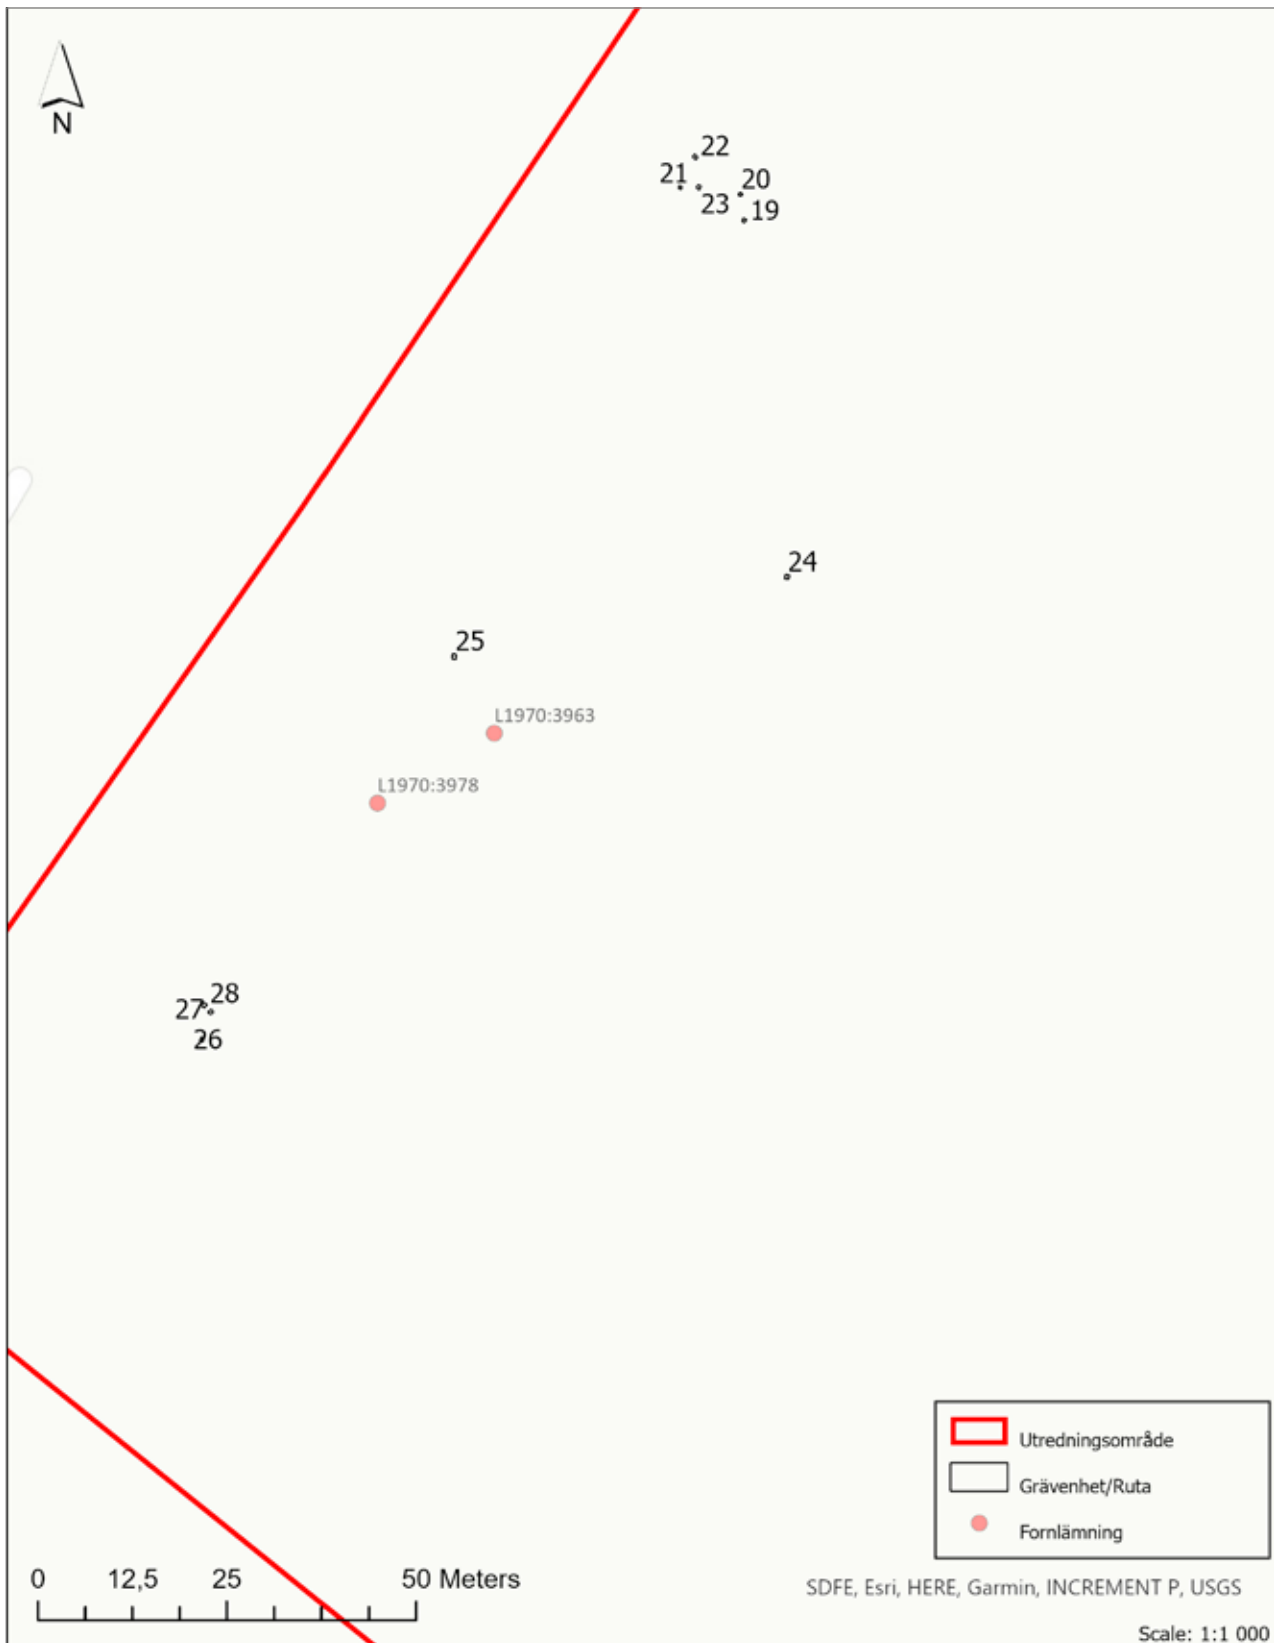 N
22
21
20
23
19
24
25
L1970:3963
L1970:3978
28
27
26
Utredningsområde
Grävenhet/Ruta
Fornlämning
0 12,5 25 50 Meters
SDFE, Esri, HERE, Garmin, INCREMENT P, USGS
Scale: 1:1 000